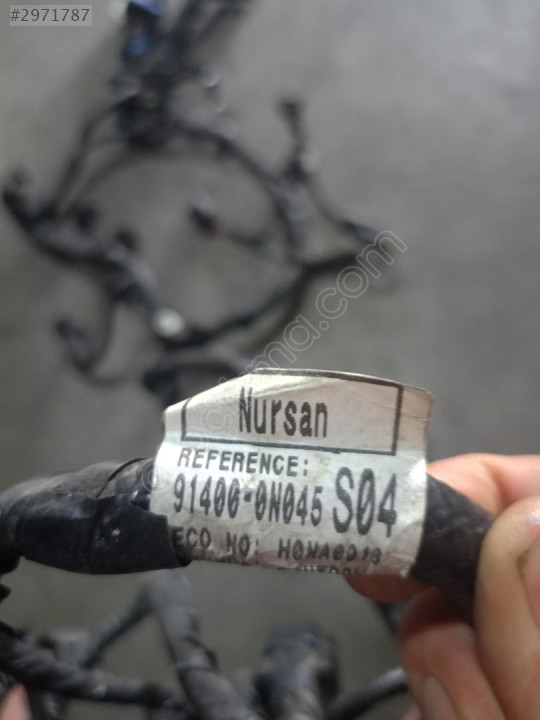 #2971787
Nursan
REFERENCE:
91400-0N045 S04
ECO NO: